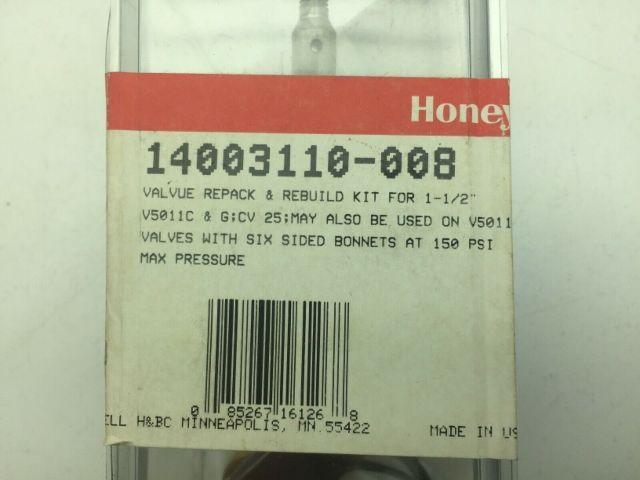 Honey
14003110-008
VALVUE REPACK & REBUILD KIT FOR 1-1/2"
V5011C & G;CV 25;MAY ALSO BE USED ON V5011
VALVES WITH SIX SIDED BONNETS AT 150 PSI
MAX PRESSURE
0 85267 16126 8
ELL H&BC MINNEAPOLIS, MN 55422
MADE IN US